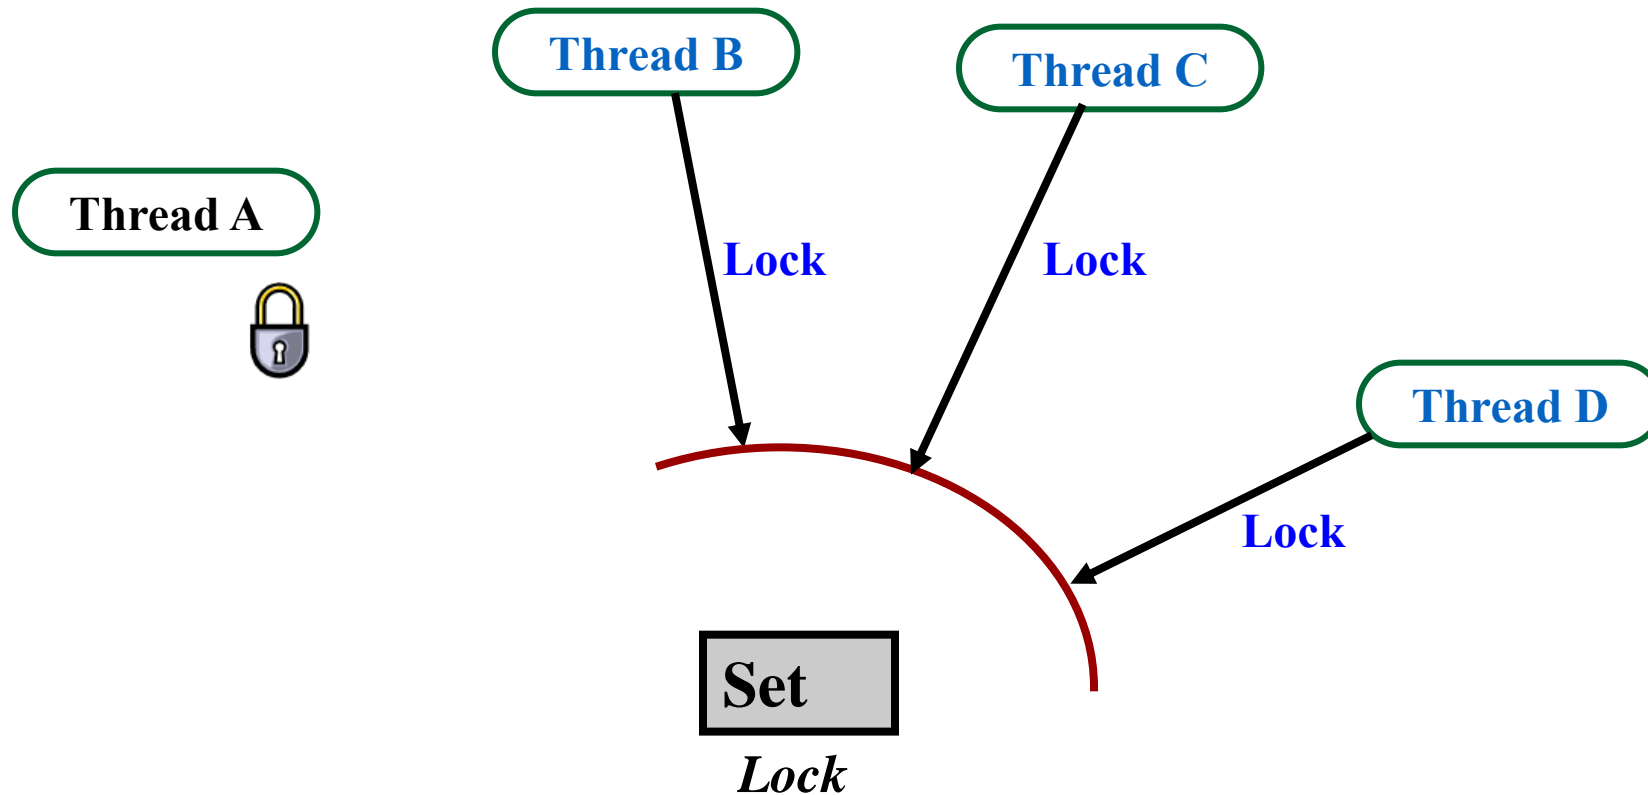 Thread B
Thread C
Thread A
Lock
Lock
Thread D
Lock
Set
Lock